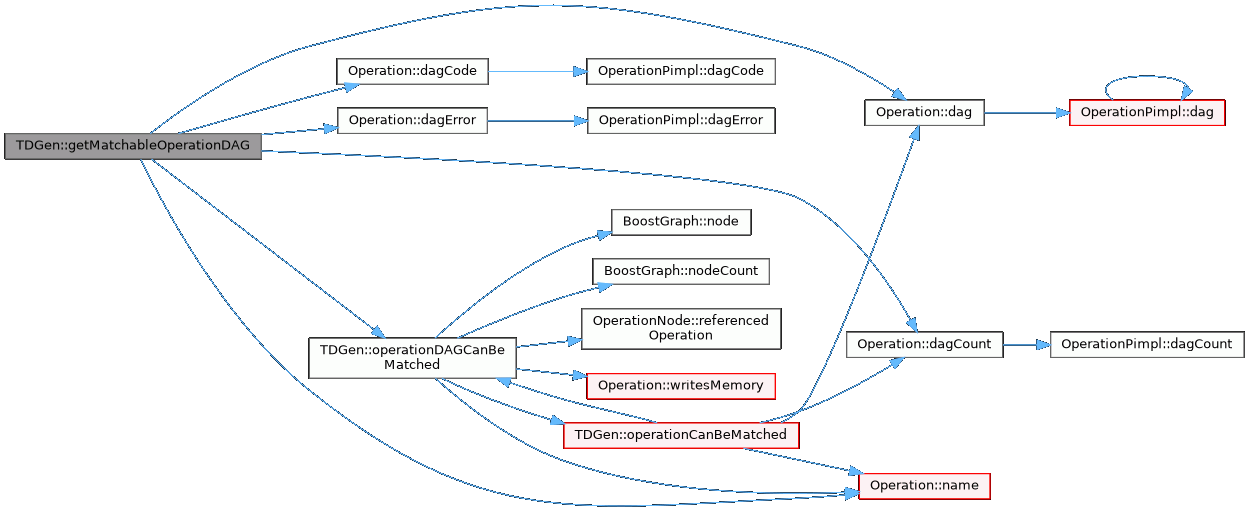 TDGen::getMatchableOperationDAG
Operation::dagCode
OperationPimpl::dagCode
Operation::dagError
OperationPimpl::dagError
Operation::dag
OperationPimpl::dag
BoostGraph::node
BoostGraph::nodeCount
OperationNode::referenced
Operation
TDGen::operationDAGCanBe
Matched
Operation::writesMemory
TDGen::operationCanBeMatched
Operation::dagCount
OperationPimpl::dagCount
Operation::name